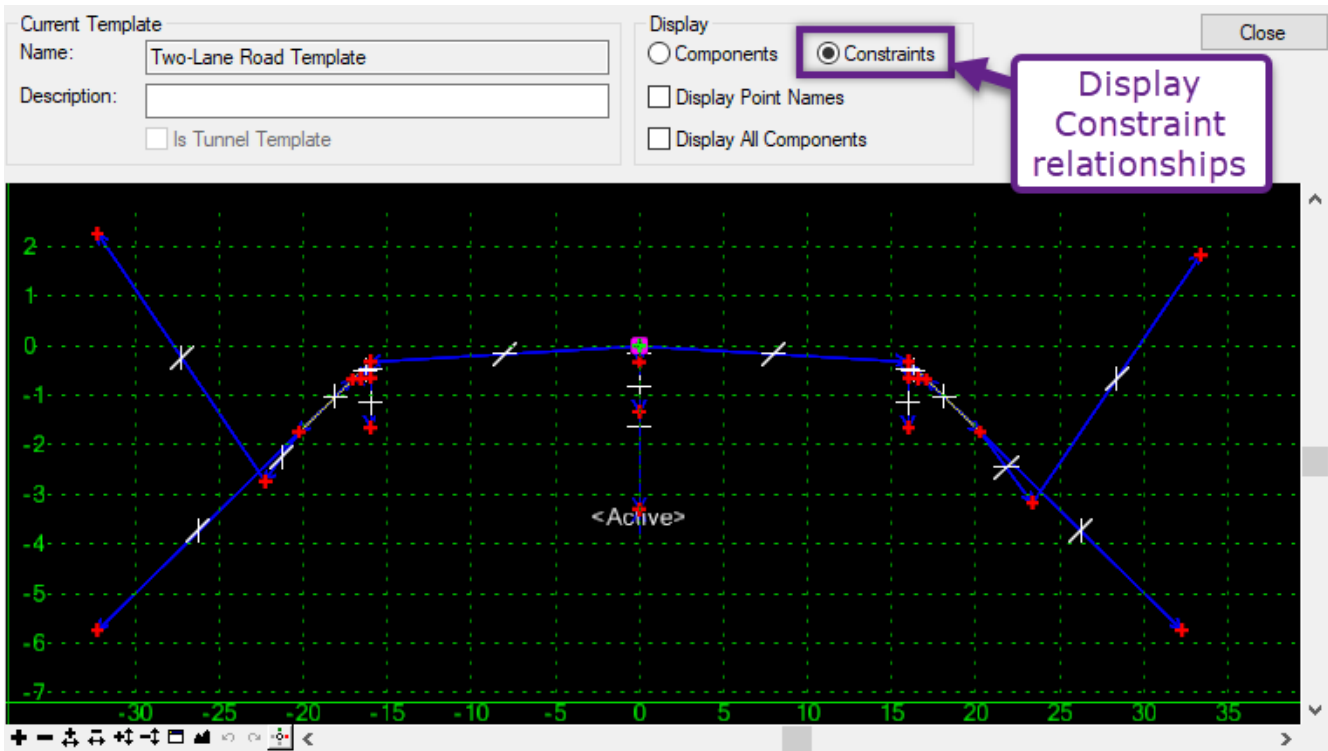 Current Template
Name:
Two-Lane Road Template
Description:
Is Tunnel Template
Display
Components
Constraints
Display Point Names
Display All Components
Close
Display
Constraint
relationships
2
1
0
-1
-2
-3
-4
-5
-6
-7
<Active>
-30 -25 -20 -15 -10 -5 0 5 10 15 20 25 30 35